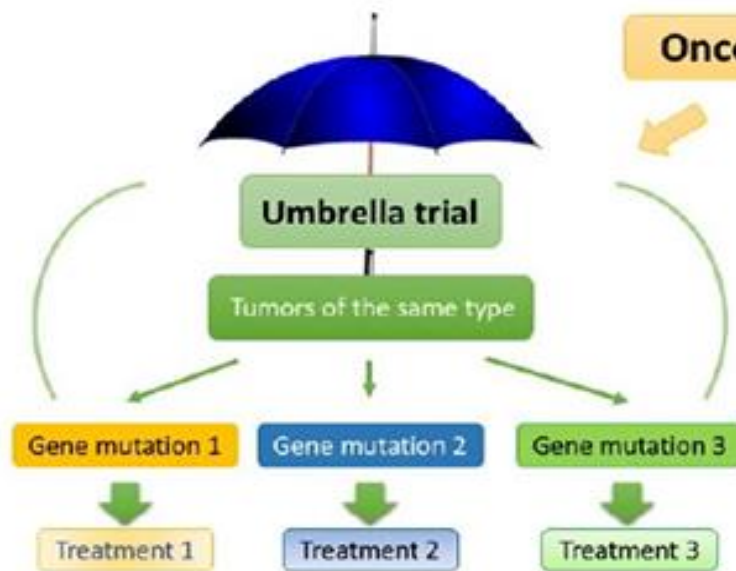 Onco
Umbrella trial
Tumors of the same type
Gene mutation 1
Gene mutation 2
Gene mutation 3
Treatment 1
Treatment 2
Treatment 3